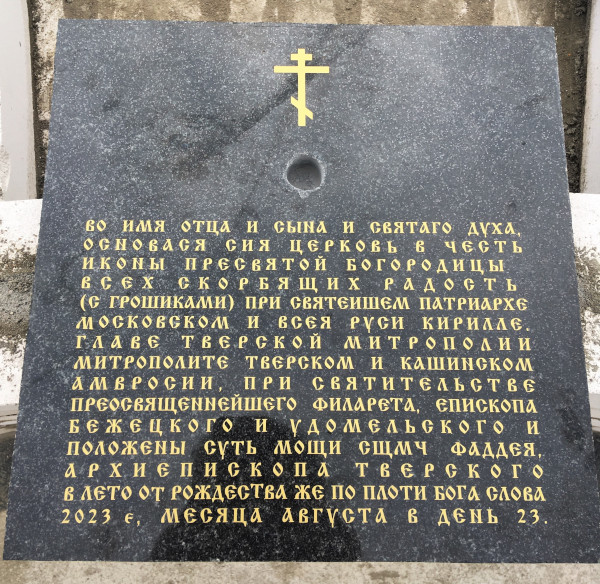 ВО ИМЯ ОТЦА И СЫНА И СВЯТАГО ДУХА,
ОСНОВАСЯ СИЯ ЦЕРКОВЬ В ЧЕСТЬ
ИКОНЫ ПРЕСВЯТОЙ БОГОРОДИЦЫ
ВСЕХ СКОРБЯЩИХ РАДОСТЬ
(С ГРОШИКАМИ) ПРИ СВЯТЕИШЕМ ПАТРИАРХЕ
МОСКОВСКОМ И ВСЕЯ РУСИ КИРИЛЛЕ.
ГЛАВЕ ТВЕРСКОЙ МИТРОПОЛИИ
МИТРОПОЛИТЕ ТВЕРСКОМ И КАШИНСКОМ
АМВРОСИИ, ПРИ СВЯТИТЕЛЬСТВЕ
ПРЕОСВЯЩЕННЕЙШЕГО ФИЛАРЕТА, ЕПИСКОПА
БЕЖЕЦКОГО И УДОМЕЛЬСКОГО И
ПОЛОЖЕНЫ СУТЬ МОЩИ СЩМЧ ФАДДЕЯ,
АРХИЕПИСКОПА ТВЕРСКОГО
В ЛЕТО ОТ РОЖДЕСТВА ЖЕ ПО ПЛОТИ БОГА СЛОВА
2023 Е, МЕСЯЦА АВГУСТА В ДЕНЬ 23.